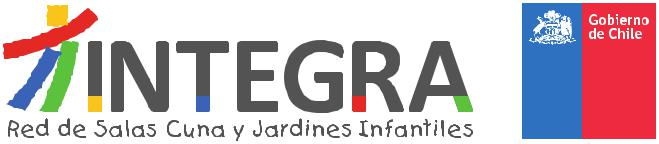 INTEGRA
Red de Salas Cuna y Jardines Infantiles
Gobierno
de Chile